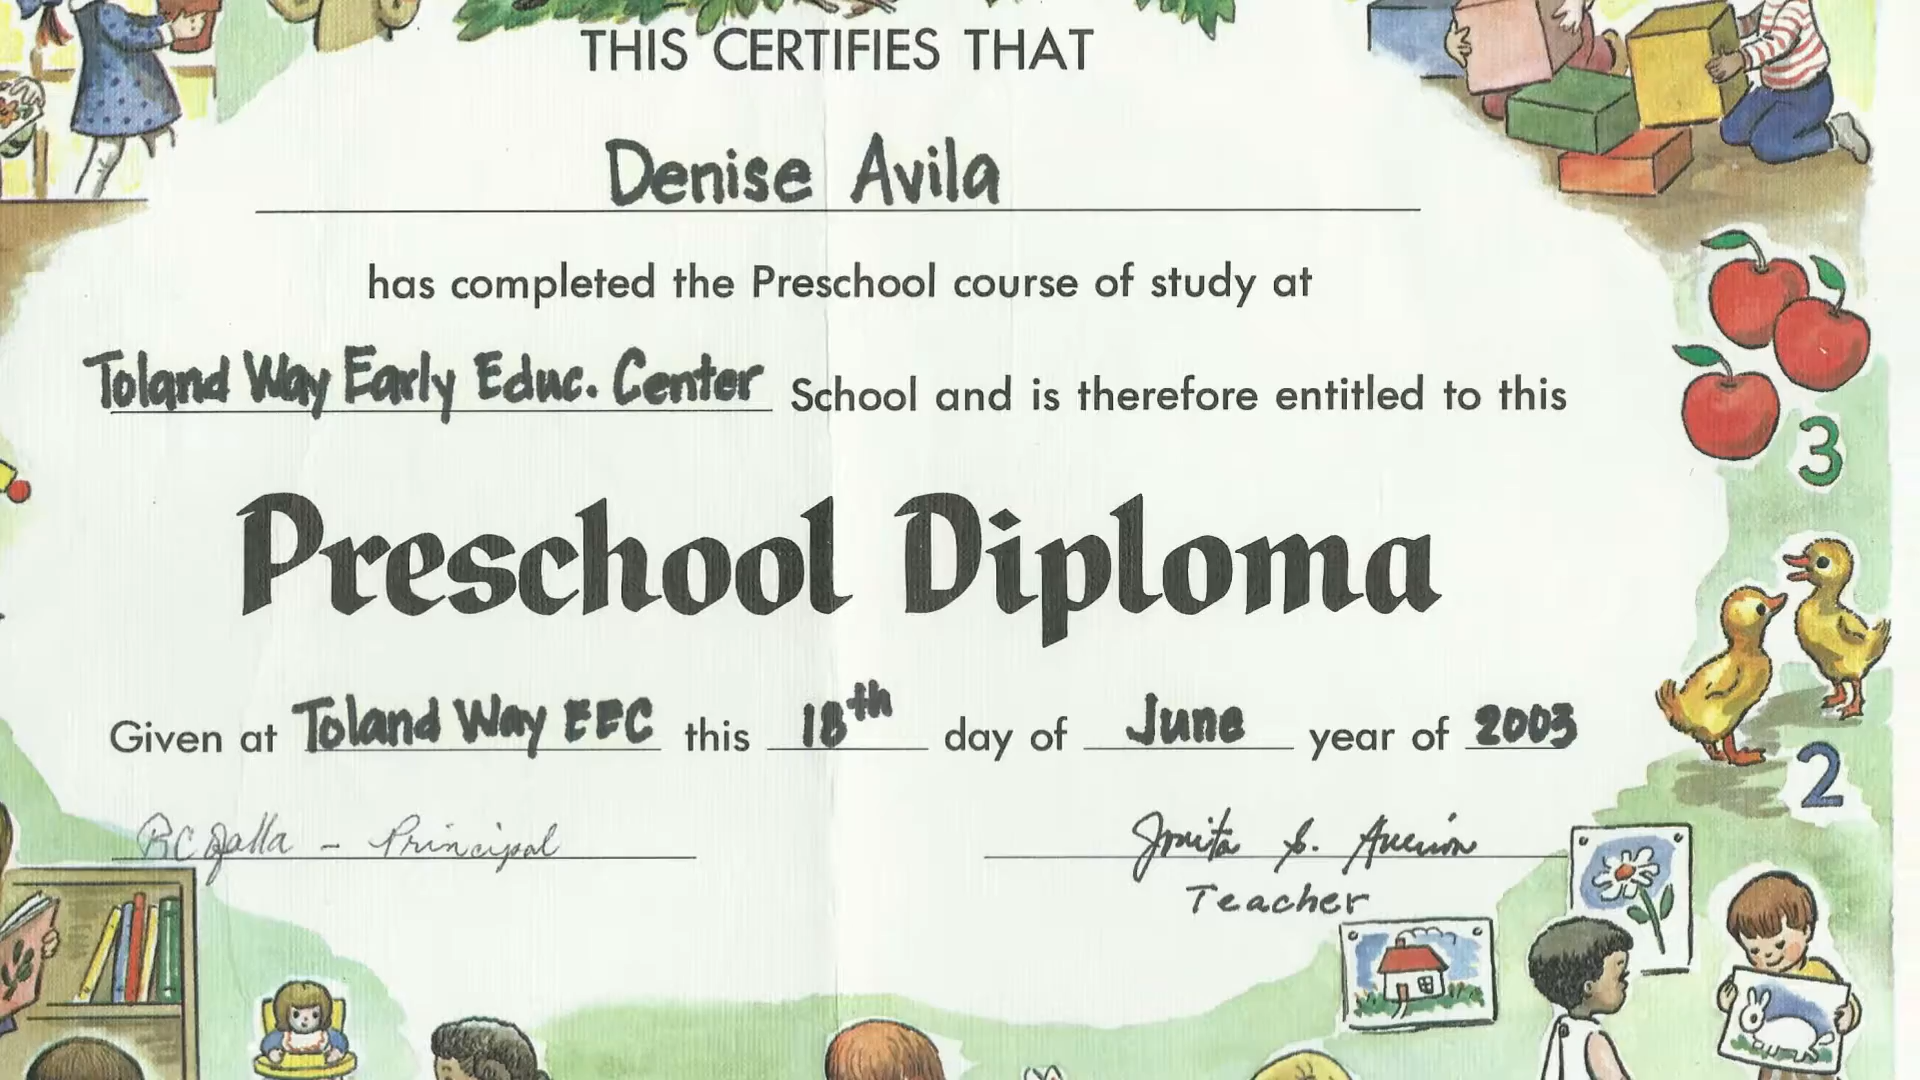 THIS CERTIFIES THAT
Denise Avila
has completed the Preschool course of study at
Toland Way Early Educ. Center School and is therefore entitled to this
Preschool Diploma
Given at Toland Way EEC this 18th day of June year of 2003
- Principal
Teacher
3
2